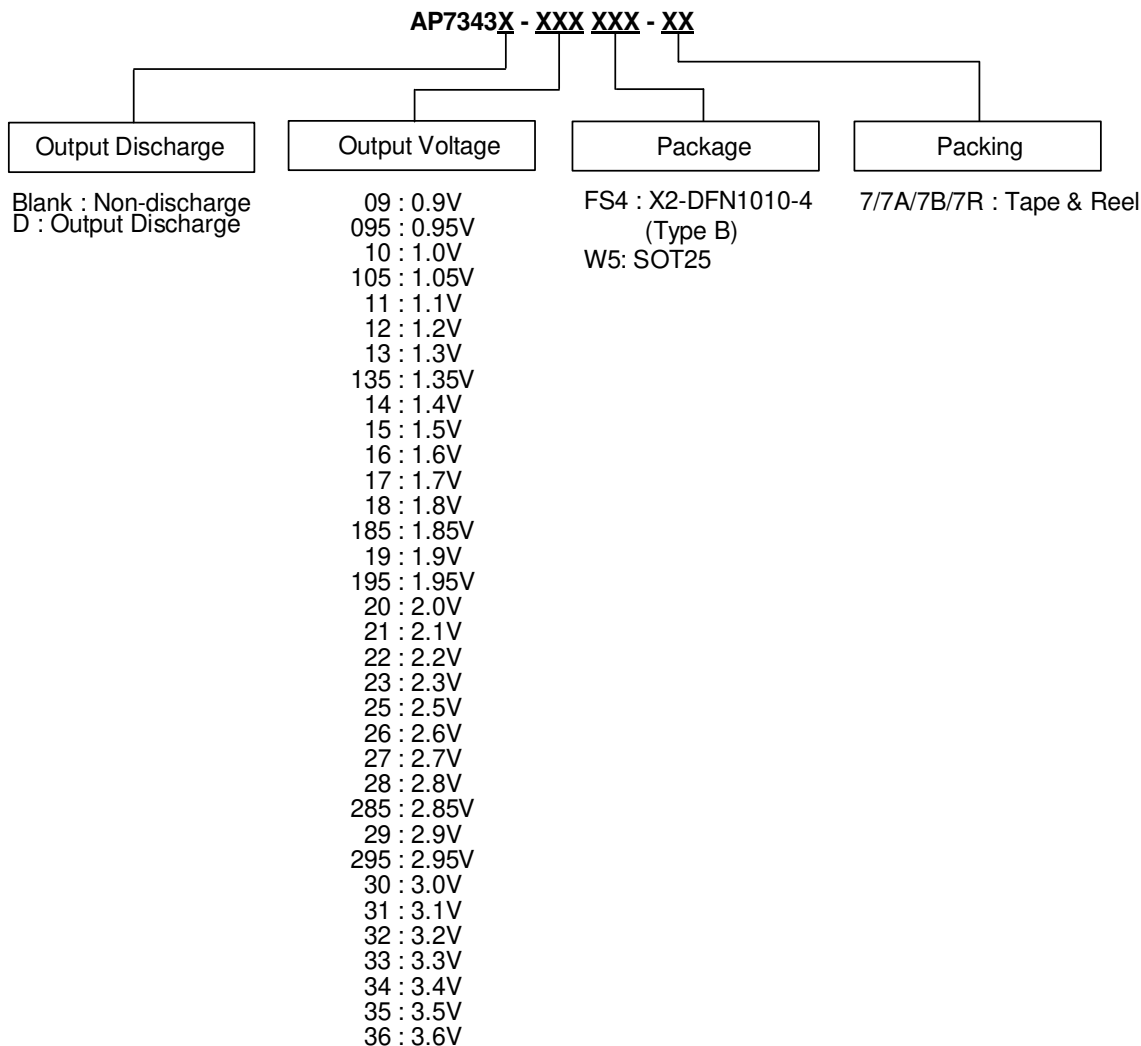 AP7343X - XXX XXX - XX
Output Discharge
Blank : Non-discharge
D : Output Discharge
Output Voltage
09 : 0.9V
095 : 0.95V
10 : 1.0V
105 : 1.05V
11 : 1.1V
12 : 1.2V
13 : 1.3V
135 : 1.35V
14 : 1.4V
15 : 1.5V
16 : 1.6V
17 : 1.7V
18 : 1.8V
185 : 1.85V
19 : 1.9V
195 : 1.95V
20 : 2.0V
21 : 2.1V
22 : 2.2V
23 : 2.3V
25 : 2.5V
26 : 2.6V
27 : 2.7V
28 : 2.8V
285 : 2.85V
29 : 2.9V
295 : 2.95V
30 : 3.0V
31 : 3.1V
32 : 3.2V
33 : 3.3V
34 : 3.4V
35 : 3.5V
36 : 3.6V
Package
FS4 : X2-DFN1010-4
(Type B)
W5: SOT25
Packing
7/7A/7B/7R : Tape & Reel